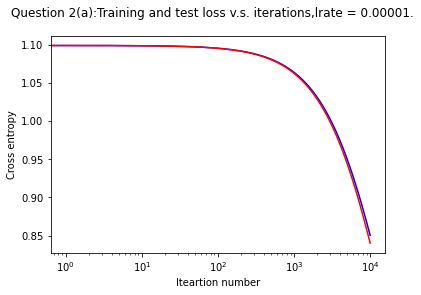 Question 2(a):Training and test loss v.s. iterations,lrate = 0.00001.
1.10
1.05
1.00
0.95
0.90
0.85
Cross entropy
10⁰ 10¹ 10² 10³ 10⁴
Iteartion number